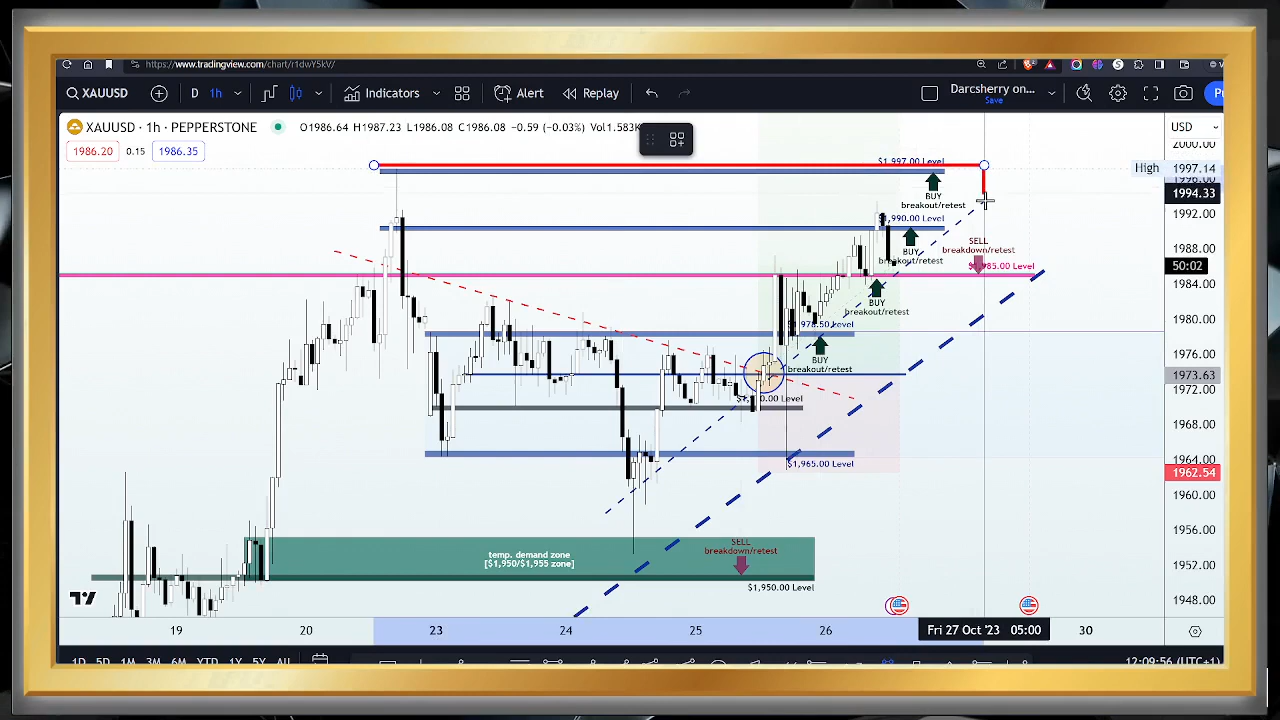 https://www.tradingview.com/chart/r1dwY5kV/
XAUUSD
D
1h
Indicators
Alert
Replay
Darcsherry on...
Save
XAUUSD · 1h · PEPPERSTONE
O1986.64 H1987.23 L1986.08 C1986.08 −0.59 (−0.03%) Vol1.583K
USD
1986.20
0.15
1986.35
2000.00
$1,997.00 Level
High
1997.14
1994.33
BUY
breakout/retest
1992.00
$1,990.00 Level
SELL
breakdown/retest
1988.00
BUY
breakout/retest
50:02
1984.00
BUY
breakout/retest
1980.00
BUY
breakout/retest
1976.00
1973.63
1972.00
1968.00
$1,965.00 Level
1964.00
1962.54
1960.00
1956.00
SELL
breakdown/retest
temp. demand zone
[$1,950/$1,955 zone]
1952.00
$1,950.00 Level
1948.00
19
20
23
24
25
26
Fri 27 Oct '23 05:00
30
1D 5D 1M 3M 6M YTD 1Y 5Y All
12:09:56 (UTC+1)